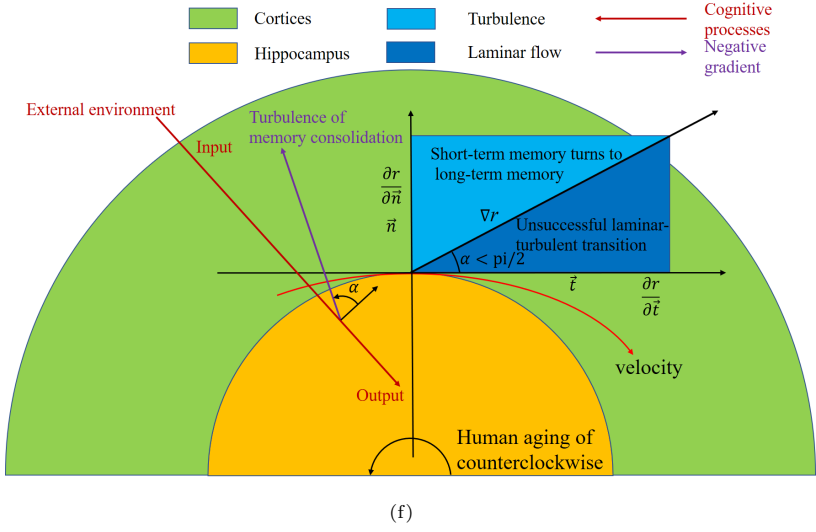 Cortices
Turbulence
Cognitive
processes
Hippocampus
Laminar flow
Negative
gradient
External environment
Input
Turbulence of
memory consolidation
Short-term memory turns to
long-term memory
∂r
∂n⃗
n⃗
∇r
Unsuccessful laminar-
turbulent transition
α < pi/2
α
t⃗
∂r
∂t⃗
velocity
Output
Human aging of
counterclockwise
(f)